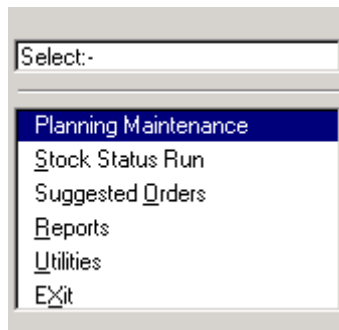 Select:-
Planning Maintenance
Stock Status Run
Suggested Orders
Reports
Utilities
EXit